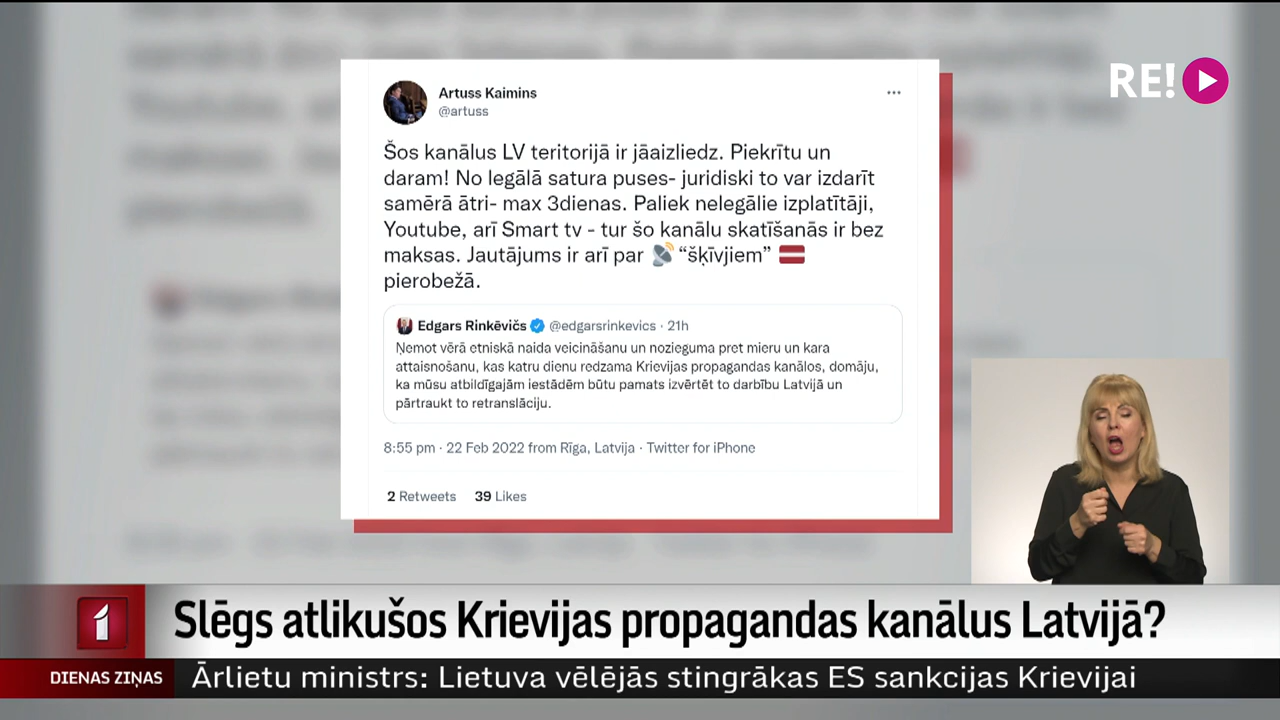 RE!
Artuss Kaimins
@artuss
Šos kanālus LV teritorijā ir jāaizliedz. Piekrītu un
daram! No legālā satura puses- juridiski to var izdarīt
samērā ātri- max 3dienas. Paliek nelegālie izplatītāji,
Youtube, arī Smart tv - tur šo kanālu skatīšanās ir bez
maksas. Jautājums ir arī par 📡 “šķīvjiem” 🇱🇻
pierobežā.
Edgars Rinkēvičs @edgarsrinkevics · 21h
Ņemot vērā etniskā naida veicināšanu un nozieguma pret mieru un kara
attaisnošanu, kas katru dienu redzama Krievijas propagandas kanālos, domāju,
ka mūsu atbildīgajām iestādēm būtu pamats izvērtēt to darbību Latvijā un
pārtraukt to retranslāciju.
8:55 pm · 22 Feb 2022 from Rīga, Latvija · Twitter for iPhone
2 Retweets 39 Likes
1
Slēgs atlikušos Krievijas propagandas kanālus Latvijā?
DIENAS ZIŅAS Ārlietu ministrs: Lietuva vēlējās stingrākas ES sankcijas Krievijai